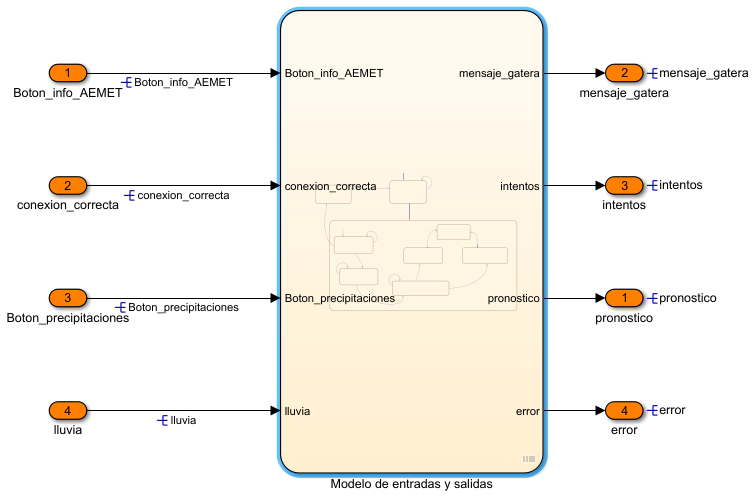 1
Boton_info_AEMET
Boton_info_AEMET
Boton_info_AEMET
mensaje_gatera
2
mensaje_gatera
mensaje_gatera
2
conexion_correcta
conexion_correcta
conexion_correcta
intentos
3
intentos
intentos
3
Boton_precipitaciones
Boton_precipitaciones
Boton_precipitaciones
pronostico
1
pronostico
pronostico
4
lluvia
lluvia
lluvia
error
4
error
error
Modelo de entradas y salidas